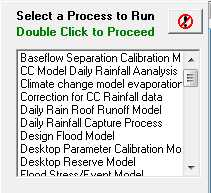 Select a Process to Run
Double Click to Proceed
Baseflow Separation Calibration M
CC Model Daily Rainfall Aanalysis
Climate change model evaporation
Correction for CC Rainfall data
Daily Rain Roof Runoff Model
Daily Rainfall Capture Process
Design Flood Model
Desktop Parameter Calibration Mo
Desktop Reserve Model
Flood Stress/Event Model